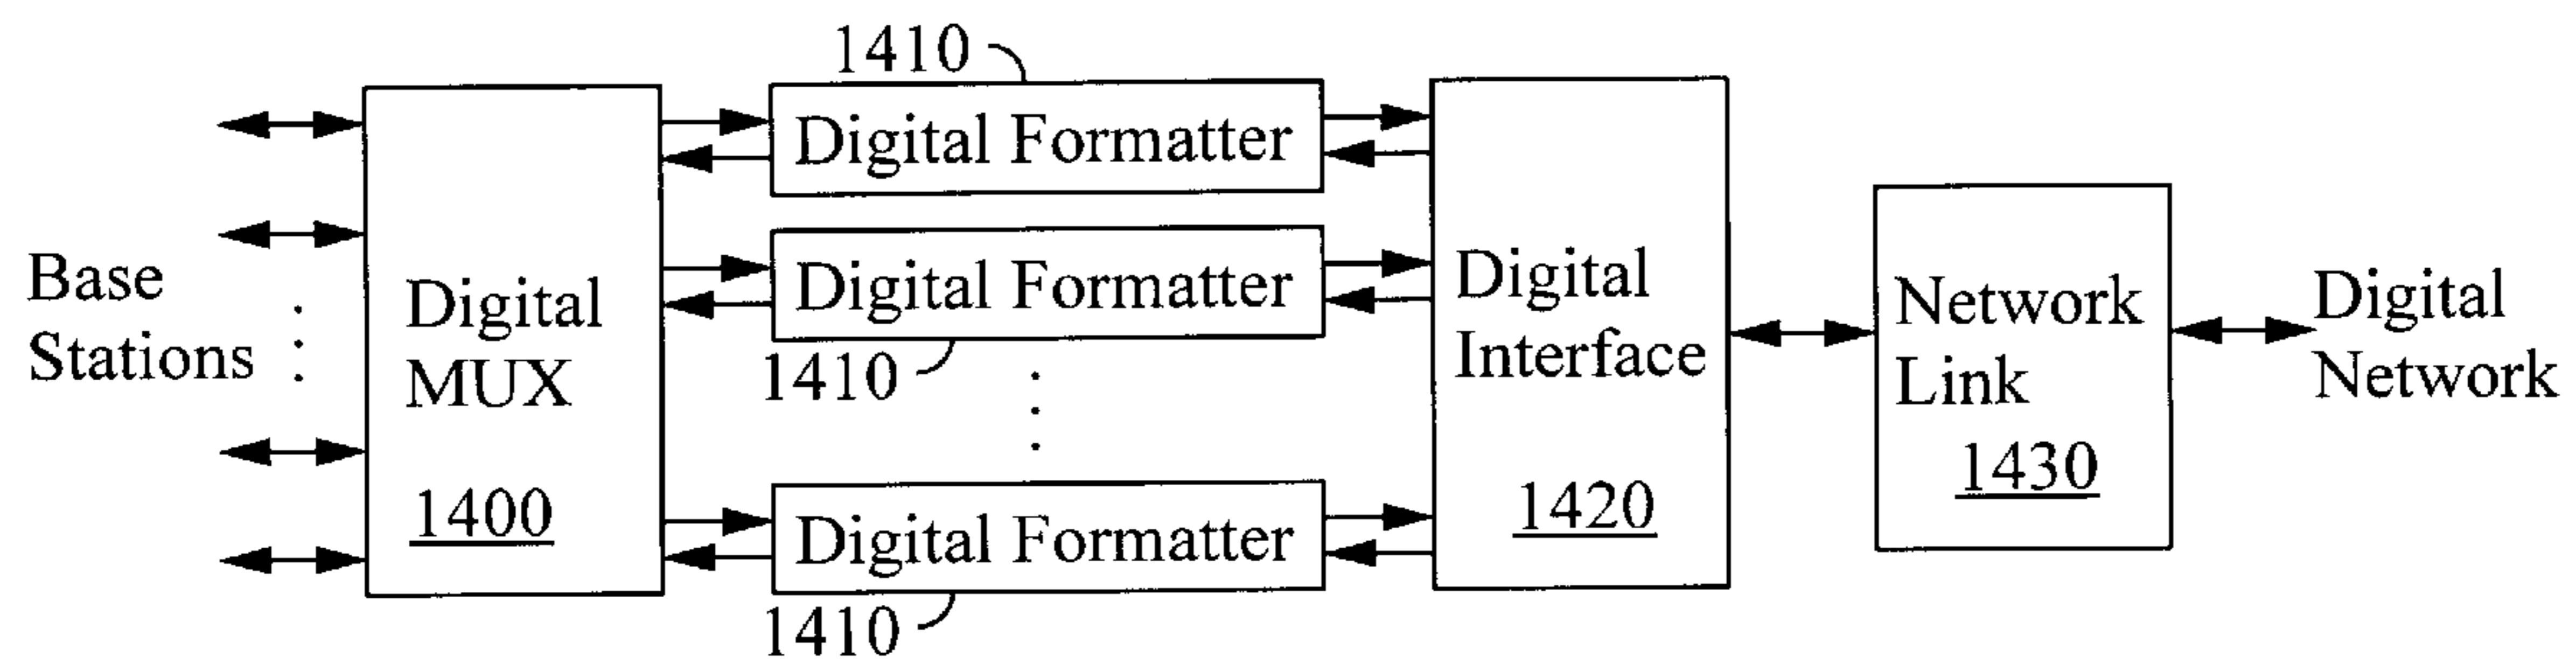 1410
Digital Formatter
Base
Stations
Digital
MUX
1400
Digital Formatter
1410
Digital Formatter
1410
Digital
Interface
1420
Network
Link
1430
Digital
Network